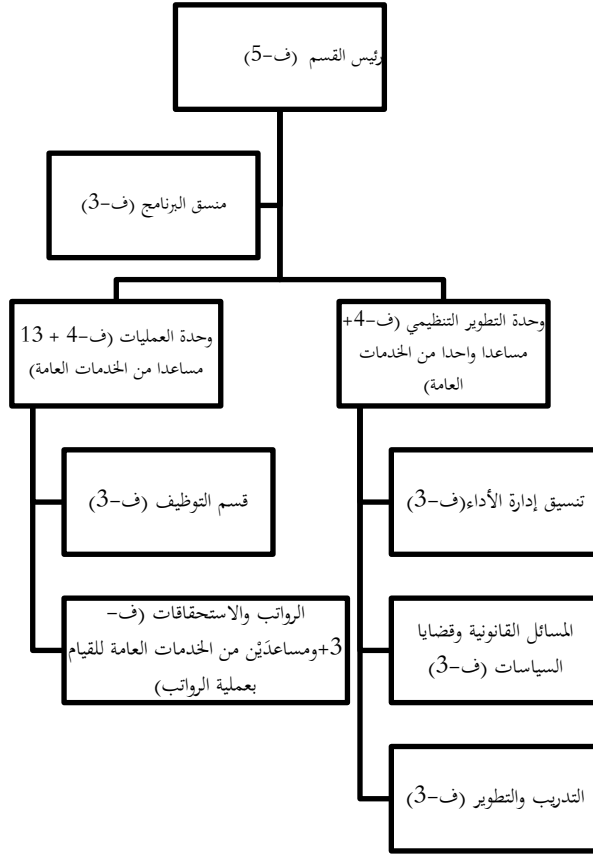 رئيس القسم (ف-5)
منسق البرنامج (ف-3)
وحدة التطوير التنظيمي (ف-4+
مساعدا واحدا من الخدمات
العامة)
وحدة العمليات (ف-4 + 13
مساعدا من الخدمات العامة)
تنسيق إدارة الأداء(ف-3)
المسائل القانونية وقضايا
السياسات (ف-3)
التدريب والتطوير (ف-3)
قسم التوظيف (ف-3)
الرواتب والاستحقاقات (ف-
3+ومساعدَيْن من الخدمات العامة للقيام
بعملية الرواتب)